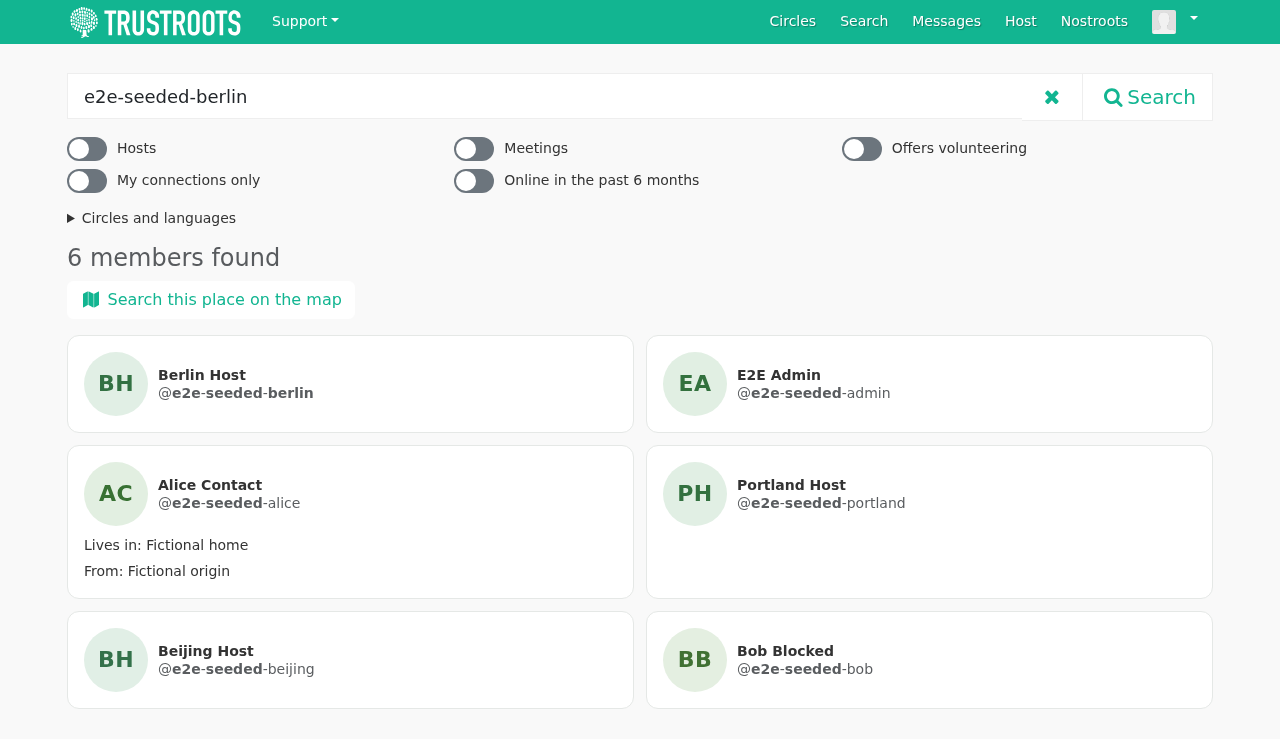 TRUSTROOTS Support Circles Search Messages Host Nostroots
e2e-seeded-berlin Search
Hosts Meetings Offers volunteering
My connections only Online in the past 6 months
Circles and languages
6 members found
Search this place on the map
BH Berlin Host
@e2e-seeded-berlin
EA E2E Admin
@e2e-seeded-admin
AC Alice Contact
@e2e-seeded-alice
Lives in: Fictional home
From: Fictional origin
PH Portland Host
@e2e-seeded-portland
BH Beijing Host
@e2e-seeded-beijing
BB Bob Blocked
@e2e-seeded-bob